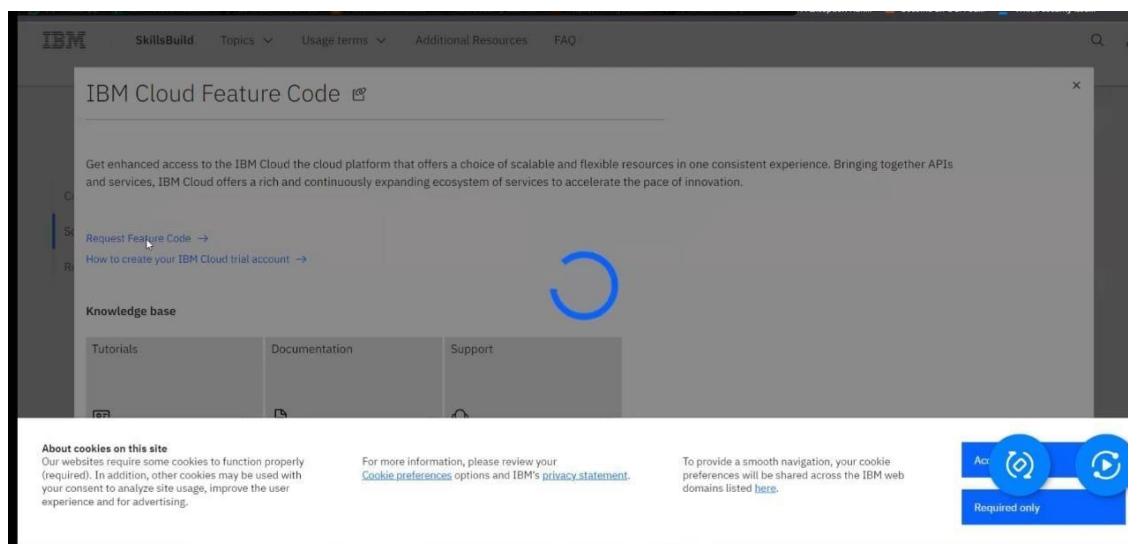 IBM
SkillsBuild Topics Usage terms Additional Resources FAQ
IBM Cloud Feature Code
Get enhanced access to the IBM Cloud the cloud platform that offers a choice of scalable and flexible resources in one consistent experience. Bringing together APIs
and services, IBM Cloud offers a rich and continuously expanding ecosystem of services to accelerate the pace of innovation.
Request Feature Code →
How to create your IBM Cloud trial account →
Knowledge base
Tutorials Documentation Support
About cookies on this site
Our websites require some cookies to function properly
(required). In addition, other cookies may be used with
your consent to analyze site usage, improve the user
experience and for advertising.
For more information, please review your
Cookie preferences options and IBM's privacy statement.
To provide a smooth navigation, your cookie
preferences will be shared across the IBM web
domains listed here.
Required only